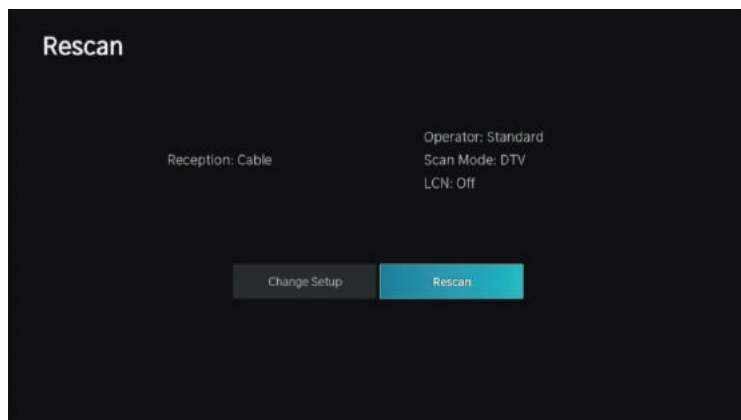 Rescan
Reception: Cable
Operator: Standard
Scan Mode: DTV
LCN: Off
Change Setup
Rescan